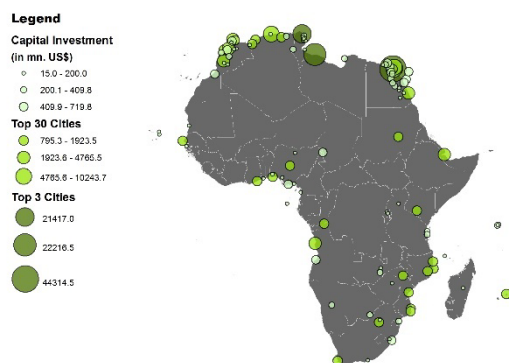 Legend
Capital Investment
(in mn. US$)
15.0 - 200.0
200.1 - 409.8
409.9 - 719.8
Top 30 Cities
795.3 - 1923.5
1923.6 - 4765.5
4765.6 - 10243.7
Top 3 Cities
21417.0
22216.5
44314.5